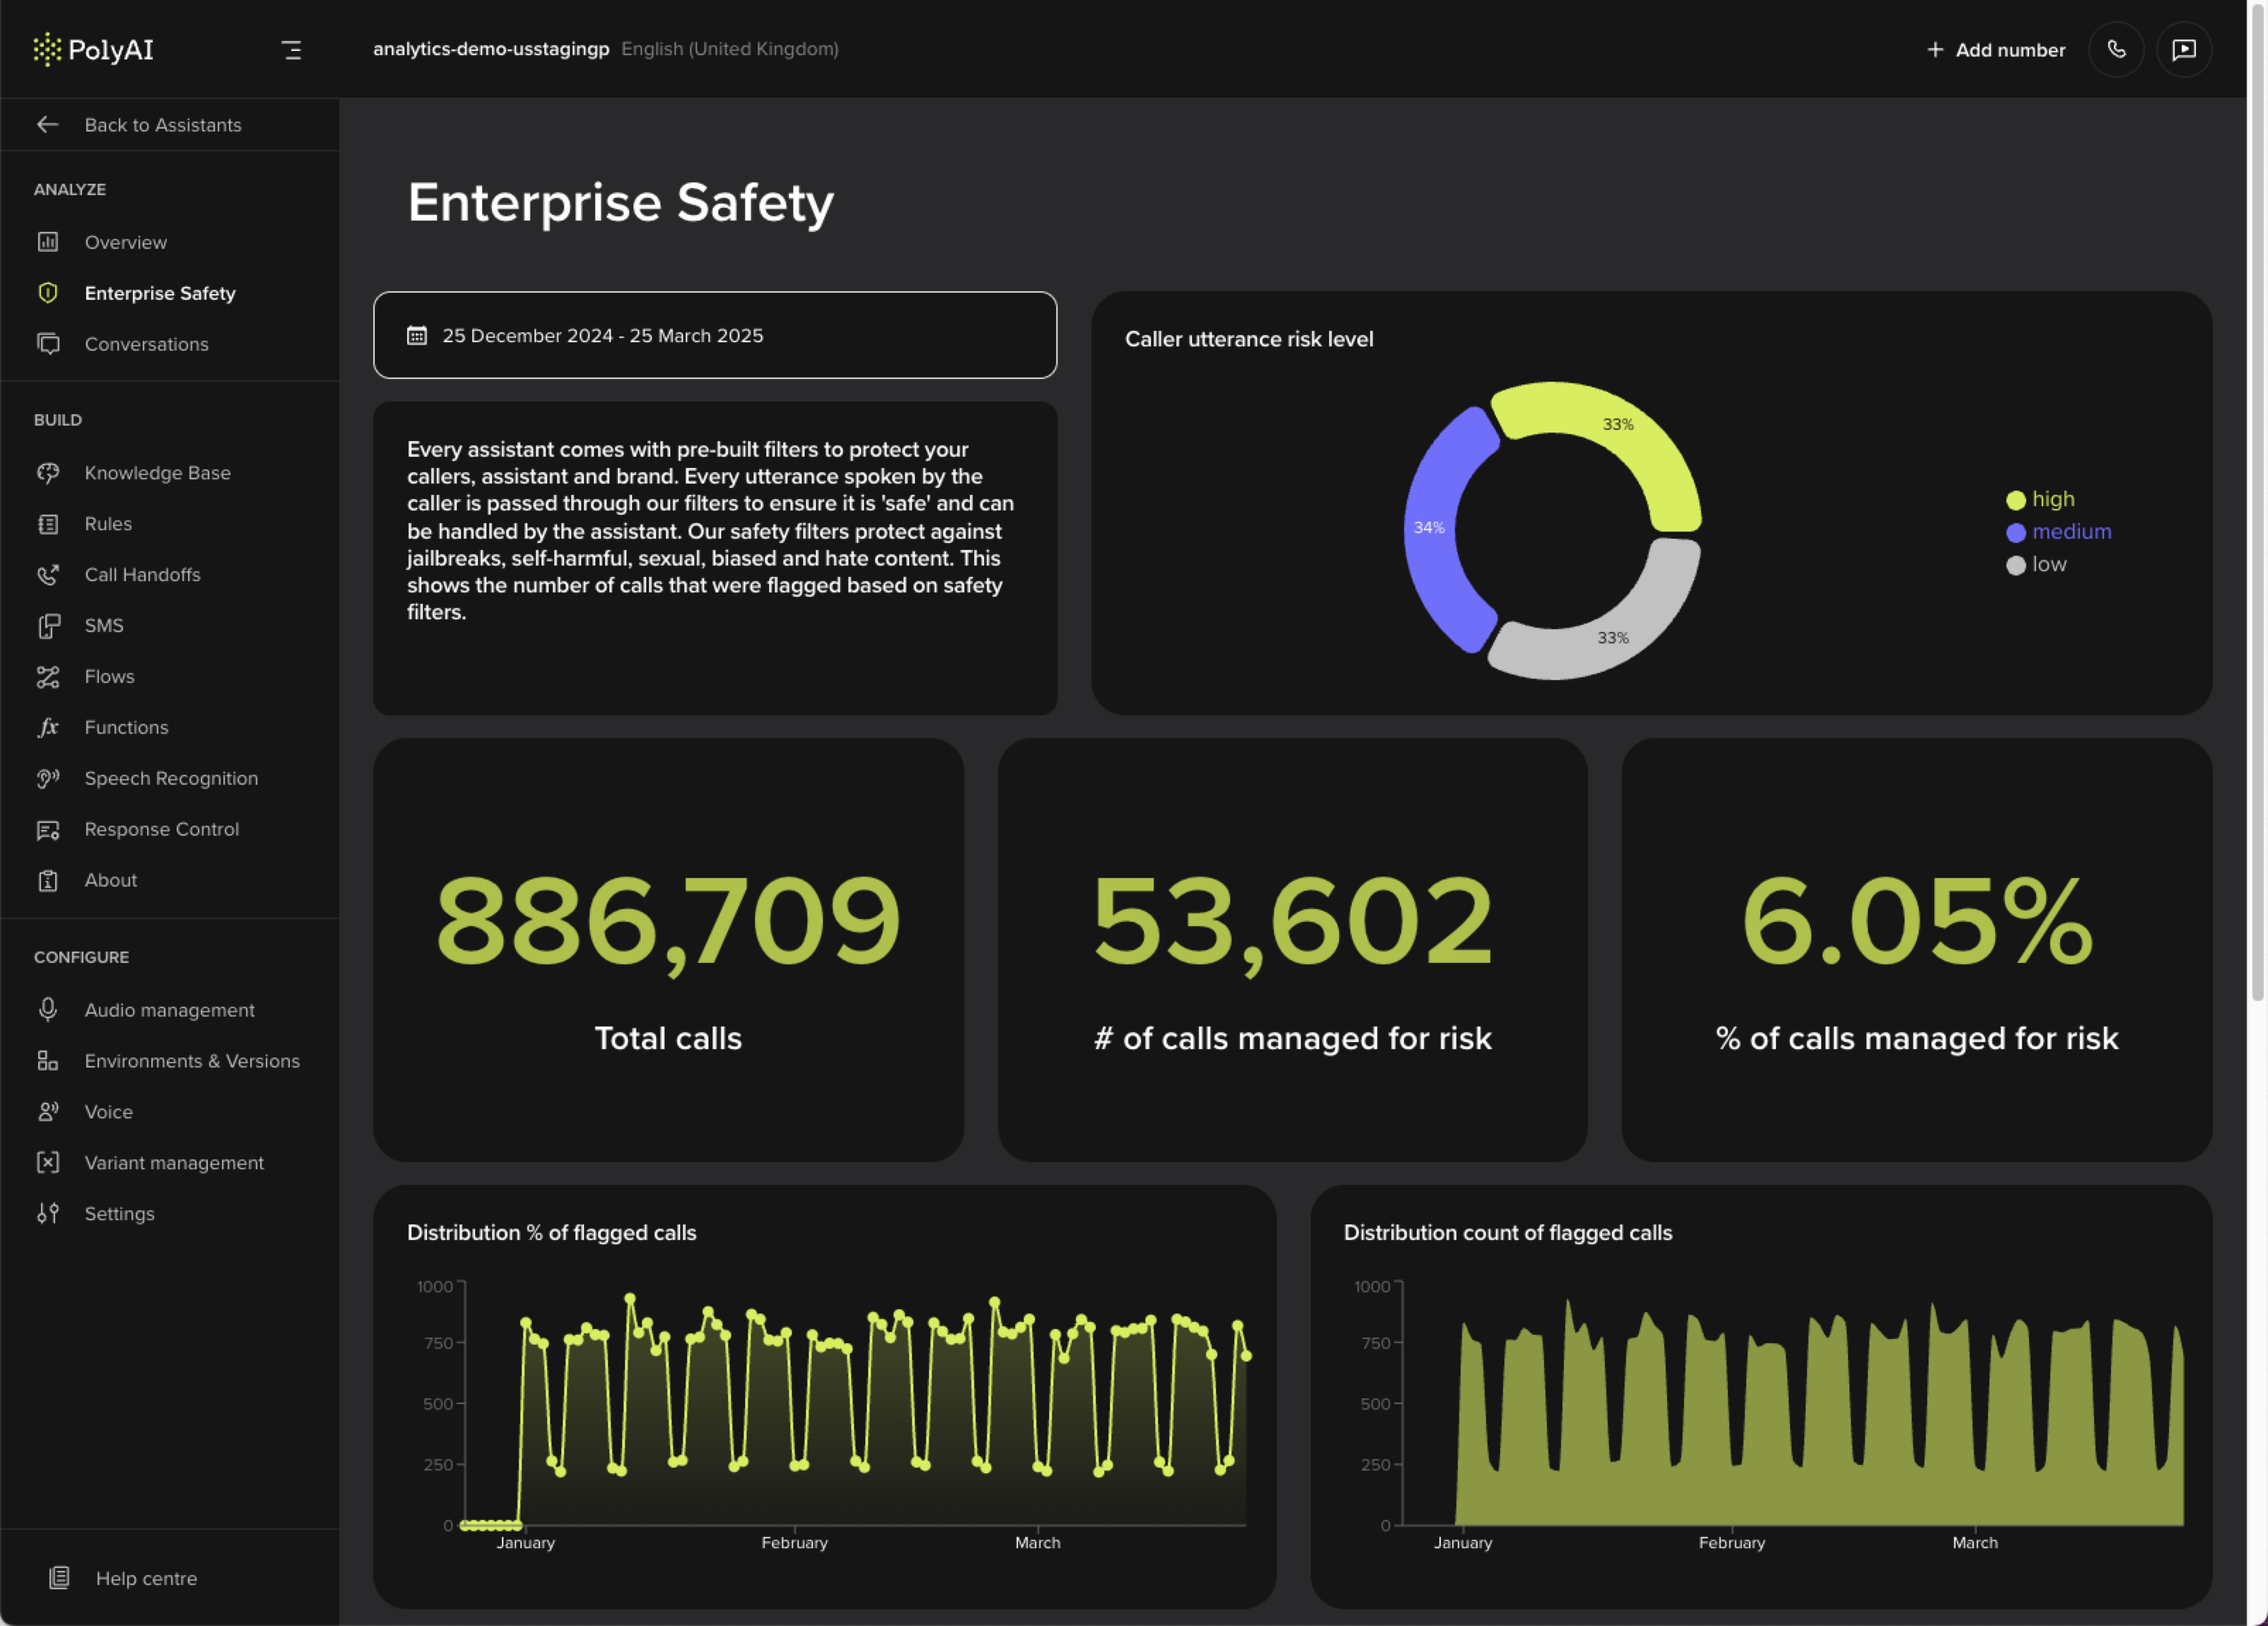 PolyAI
analytics-demo-usstagingp English (United Kingdom)
Add number
Back to Assistants
ANALYZE
Overview
Enterprise Safety
Conversations
BUILD
Knowledge Base
Rules
Call Handoffs
SMS
Flows
fx Functions
Speech Recognition
Response Control
About
CONFIGURE
Audio management
Environments & Versions
Voice
Variant management
Settings
Help centre
Enterprise Safety
25 December 2024 - 25 March 2025
Every assistant comes with pre-built filters to protect your
callers, assistant and brand. Every utterance spoken by the
caller is passed through our filters to ensure it is 'safe' and can
be handled by the assistant. Our safety filters protect against
jailbreaks, self-harmful, sexual, biased and hate content. This
shows the number of calls that were flagged based on safety
filters.
Caller utterance risk level
33%
34%
33%
high
medium
low
886,709
Total calls
53,602
# of calls managed for risk
6.05%
% of calls managed for risk
Distribution % of flagged calls
1000
750
500
250
0
January February March
Distribution count of flagged calls
1000
750
500
250
0
January February March